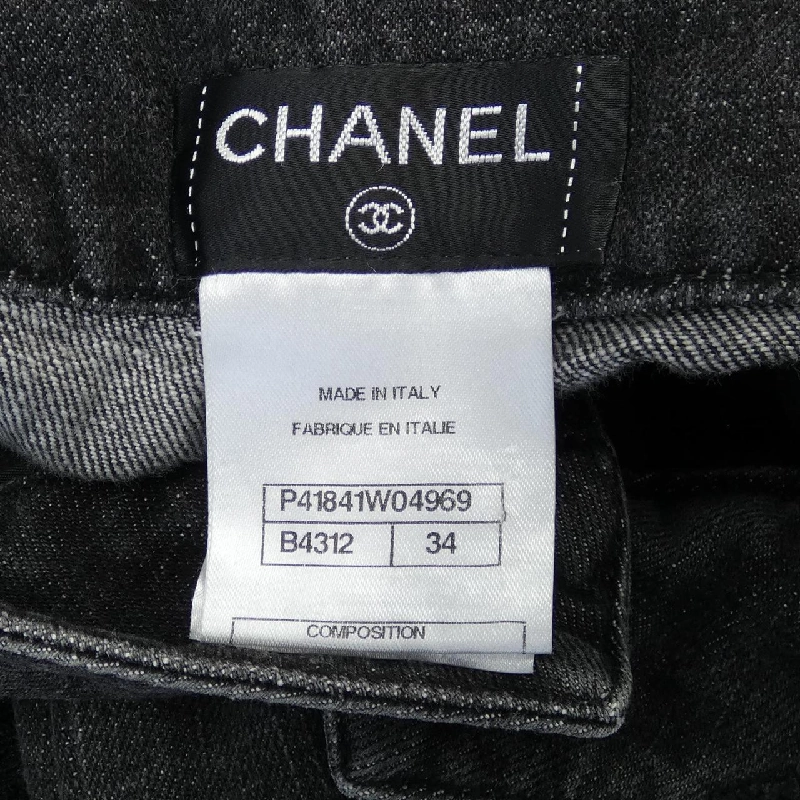 CHANEL
MADE IN ITALY
FABRIQUE EN ITALIE
P41841W04969
B4312 34
COMPOSITION